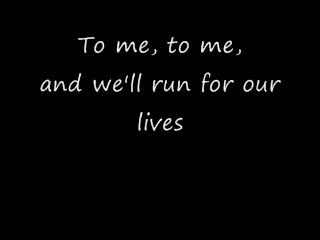 To me, to me,
and we'll run for our
lives